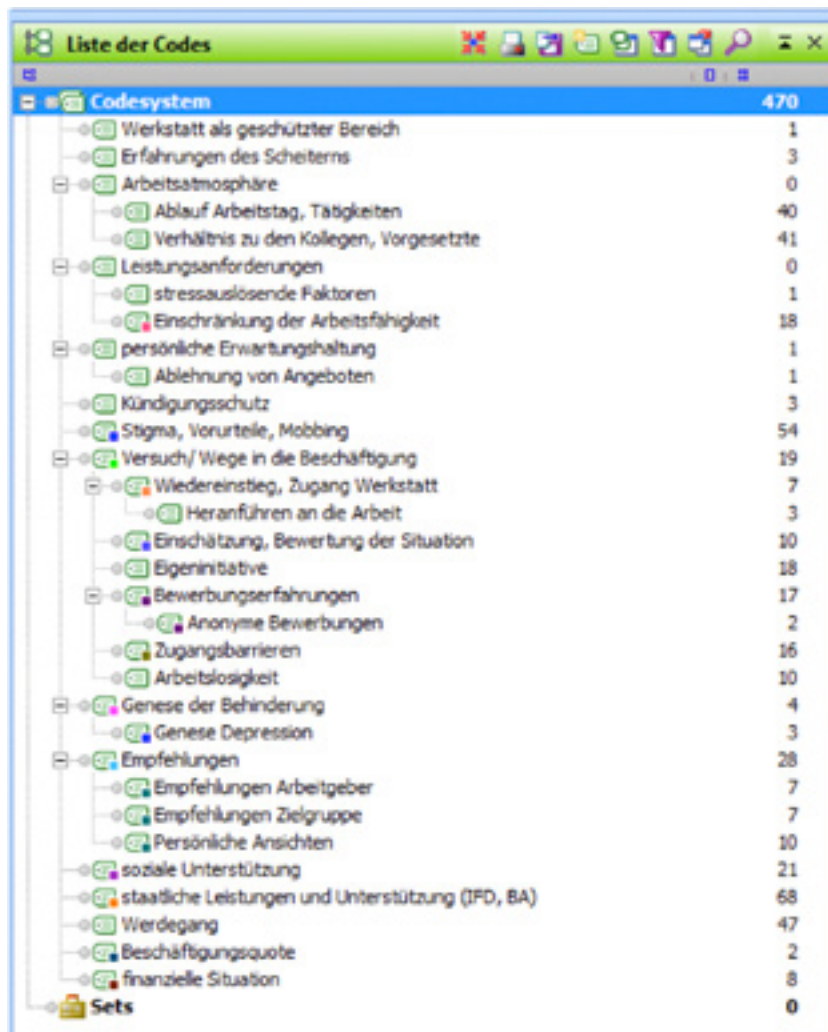 Liste der Codes
Codesystem 470
Werkstatt als geschützter Bereich 1
Erfahrungen des Scheiterns 3
Arbeitsatmosphäre 0
Ablauf Arbeitstag, Tätigkeiten 40
Verhältnis zu den Kollegen, Vorgesetzte 41
Leistungsanforderungen 0
stressauslösende Faktoren 1
Einschränkung der Arbeitsfähigkeit 18
persönliche Erwartungshaltung 1
Ablehnung von Angeboten 1
Kündigungsschutz 3
Stigma, Vorurteile, Mobbing 54
Versuch/ Wege in die Beschäftigung 19
Wiedereinstieg, Zugang Werkstatt 7
Heranführen an die Arbeit 3
Einschätzung, Bewertung der Situation 10
Eigeninitiative 18
Bewerbungserfahrungen 17
Anonyme Bewerbungen 2
Zugangsbarrieren 16
Arbeitslosigkeit 10
Genese der Behinderung 4
Genese Depression 3
Empfehlungen 28
Empfehlungen Arbeitgeber 7
Empfehlungen Zielgruppe 7
Persönliche Ansichten 10
soziale Unterstützung 21
staatliche Leistungen und Unterstützung (IFD, BA) 68
Werdegang 47
Beschäftigungsquote 2
finanzielle Situation 8
Sets 0